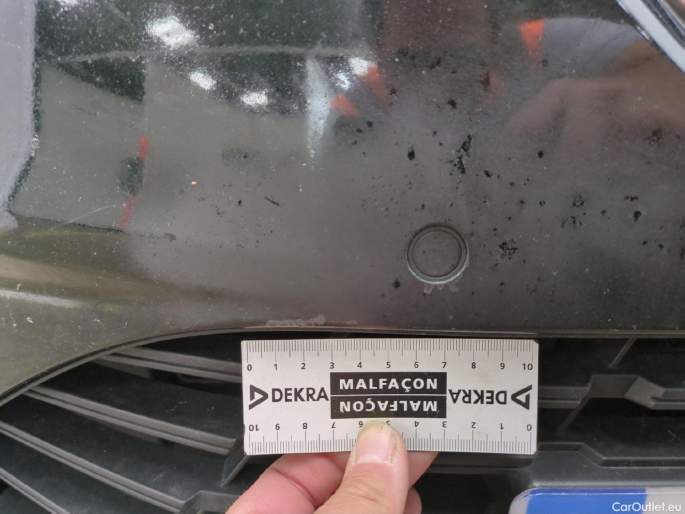 0 1 2 3 4 5 6 7 8 9 10
DEKRA MALFAÇON DEKRA
MALFAÇON
10 9 8 7 6 5 4 3 2 1 0
CarOutlet.eu